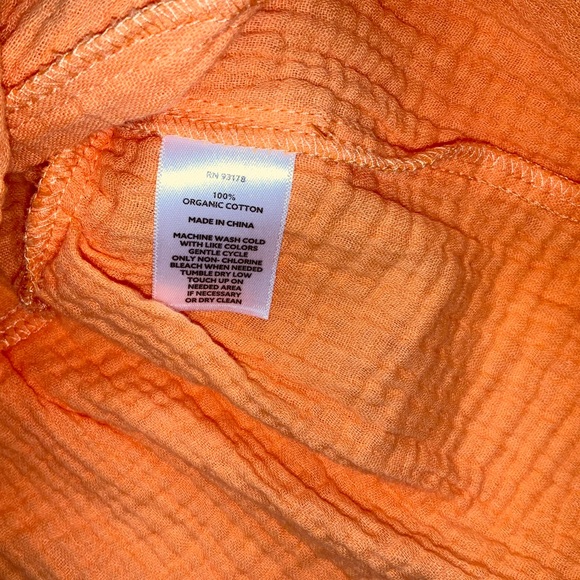 RN 93178
100%
ORGANIC COTTON
MADE IN CHINA
MACHINE WASH COLD
WITH LIKE COLORS
GENTLE CYCLE
ONLY NON- CHLORINE
BLEACH WHEN NEEDED
TUMBLE DRY LOW
TOUCH UP ON
NEEDED AREA
IF NECESSARY
OR DRY CLEAN